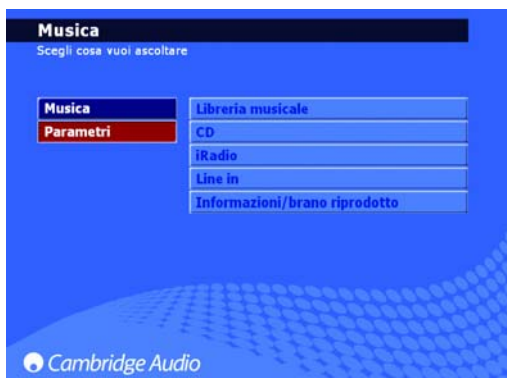 Musica
Scegli cosa vuoi ascoltare
Musica
Parametri
Libreria musicale
CD
iRadio
Line in
Informazioni/brano riprodotto
Cambridge Audio